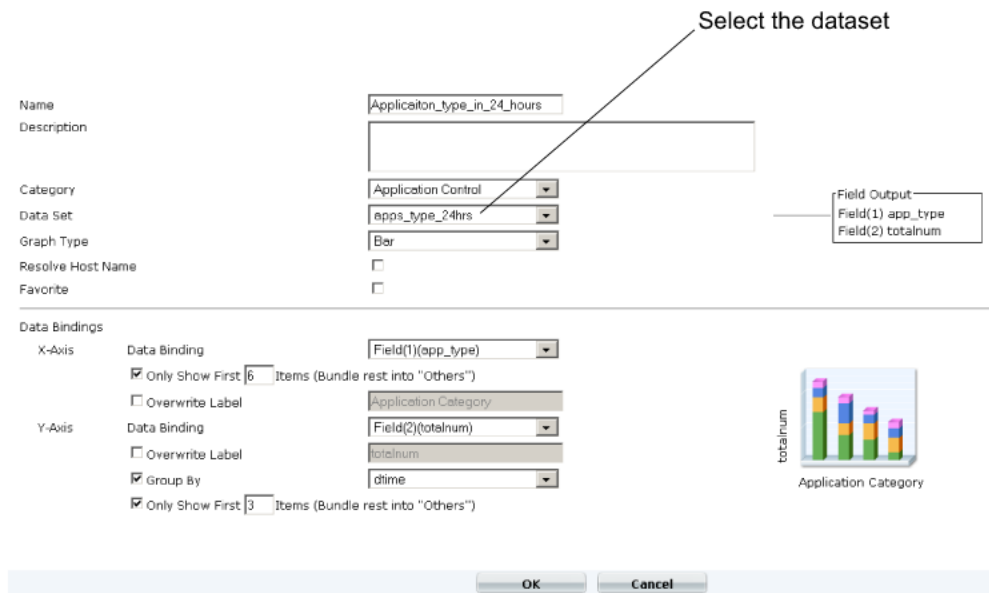 Select the dataset
Name Applicaiton_type_in_24_hours
Description
Category Application Control
Data Set apps_type_24hrs
Graph Type Bar
Resolve Host Name
Favorite
Field Output
Field(1) app_type
Field(2) totalnum
Data Bindings
X-Axis Data Binding Field(1)(app_type)
Only Show First 6 Items (Bundle rest into "Others")
Overwrite Label Application Category
Y-Axis Data Binding Field(2)(totalnum)
Overwrite Label totalnum
Group By dtime
Only Show First 3 Items (Bundle rest into "Others")
totalnum
Application Category
OK Cancel